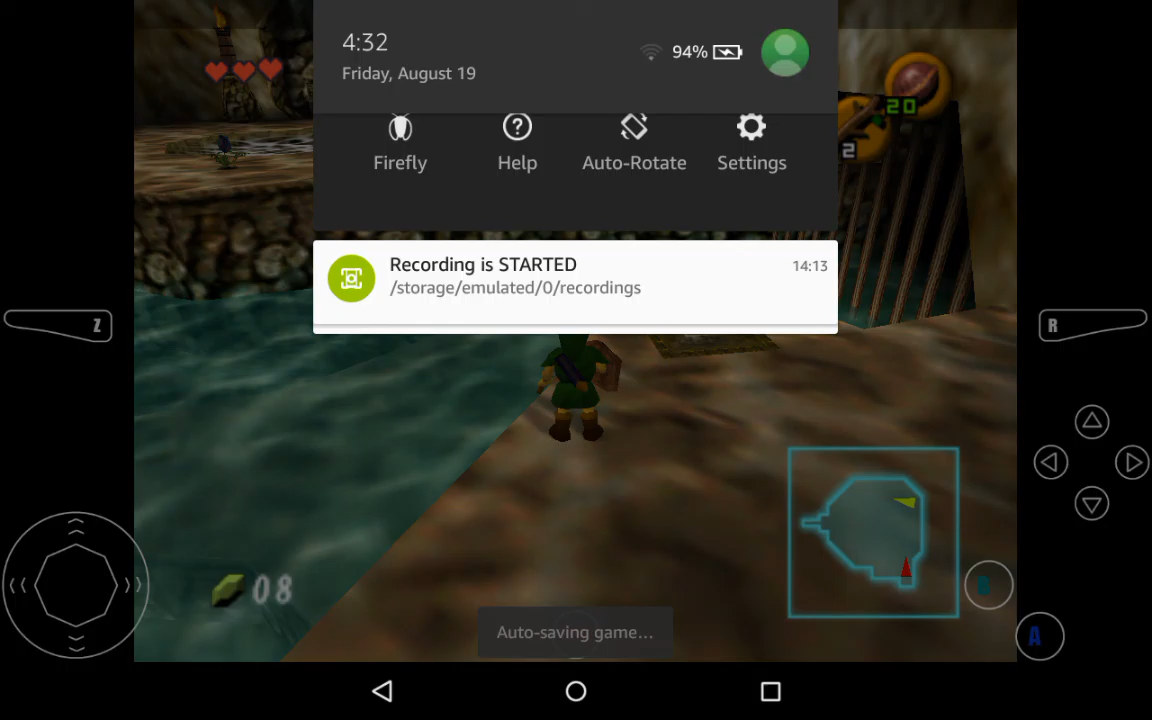 4:32
94%
Friday, August 19
20
2
Firefly
Help
Auto-Rotate
Settings
Recording is STARTED
14:13
/storage/emulated/0/recordings
Z
R
08
Auto-saving game...
A